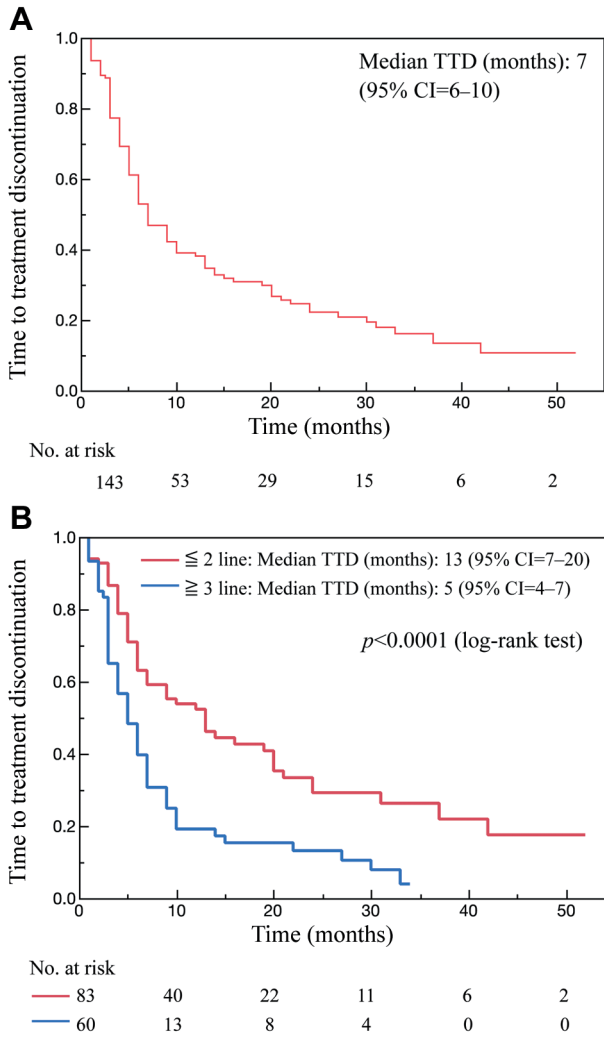 A
Time to treatment discontinuation
1.0
0.8
0.6
0.4
0.2
0.0
Median TTD (months): 7
(95% CI=6–10)
0 10 20 30 40 50
Time (months)
No. at risk
143 53 29 15 6 2
B
Time to treatment discontinuation
1.0
0.8
0.6
0.4
0.2
0.0
≦ 2 line: Median TTD (months): 13 (95% CI=7–20)
≧ 3 line: Median TTD (months): 5 (95% CI=4–7)
p<0.0001 (log-rank test)
0 10 20 30 40 50
Time (months)
No. at risk
83 40 22 11 6 2
60 13 8 4 0 0